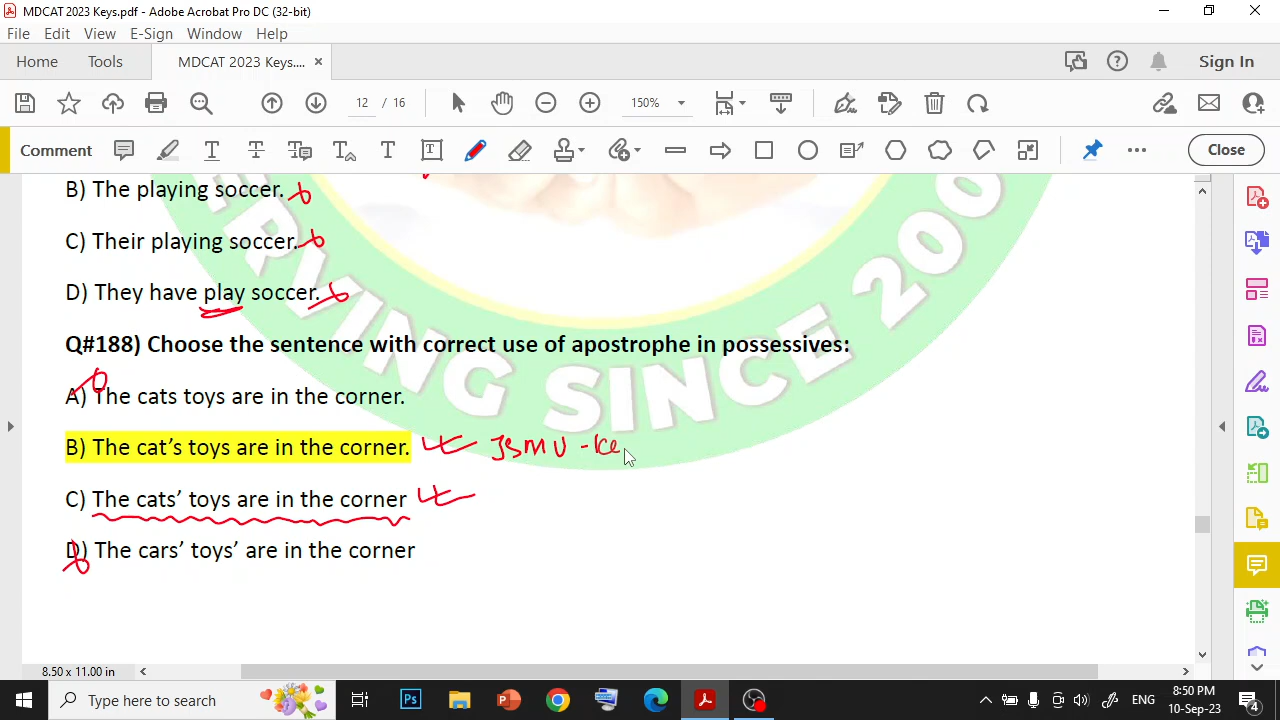 MDCAT 2023 Keys.pdf - Adobe Acrobat Pro DC (32-bit)
File Edit View E-Sign Window Help
Home Tools MDCAT 2023 Keys.... × Sign In
12 / 16 150%
Comment Close
B) The playing soccer.
C) Their playing soccer.
D) They have play soccer.
Q#188) Choose the sentence with correct use of apostrophe in possessives:
A) The cats toys are in the corner.
B) The cat’s toys are in the corner. JSMU - Ke
C) The cats’ toys are in the corner
D) The cars’ toys’ are in the corner
ERVING SINCE 200
8.50 x 11.00 in
Type here to search
ENG
8:50 PM
10-Sep-23
4